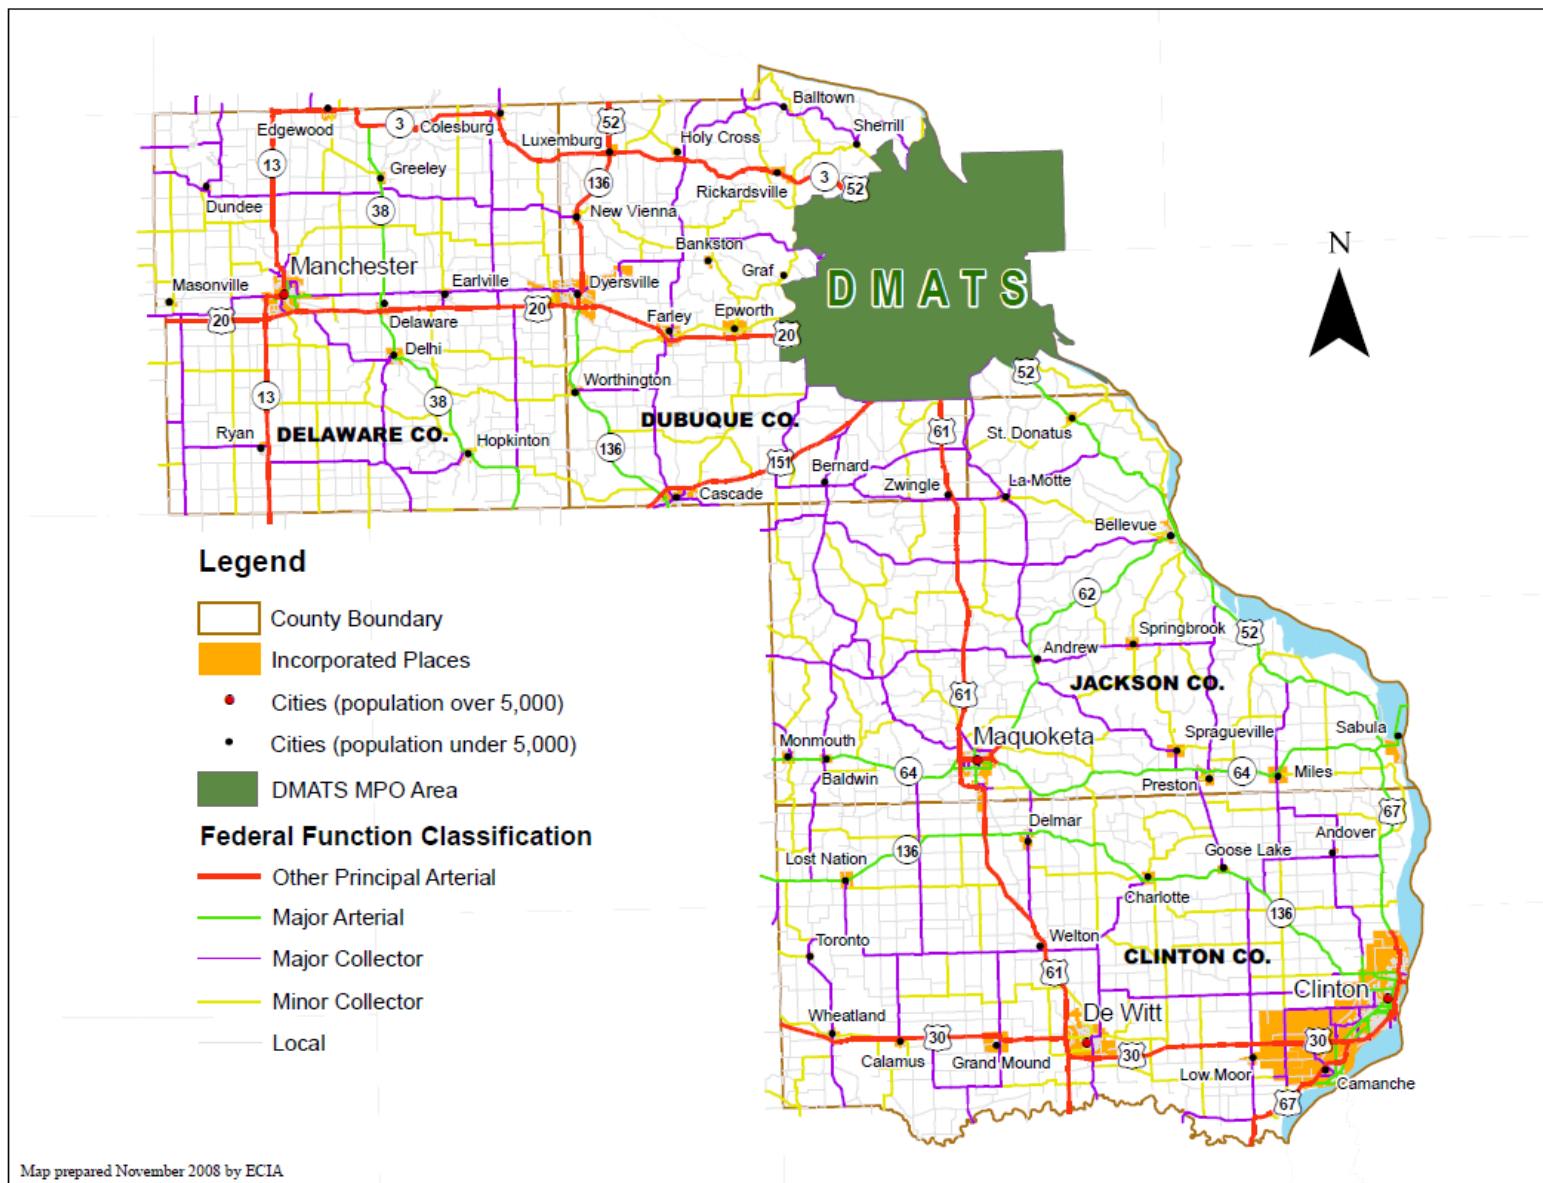 Balltown
Sherrill
52
3
Edgewood
Colesburg
Luxemburg
Holy Cross
13
Greeley
136
Rickardsville
3
52
Dundee
38
New Vienna
Bankston
Graf
N
Manchester
Masonville
Earlville
Dyersville
DMATS
20
Delaware
20
Farley
Epworth
20
Delhi
52
Worthington
13
38
DUBUQUE CO.
St. Donatus
61
Ryan
DELAWARE CO.
Hopkinton
136
151
Bernard
Zwingle
La Motte
Cascade
Bellevue
Legend
County Boundary
Incorporated Places
Cities (population over 5,000)
Cities (population under 5,000)
DMATS MPO Area
Federal Function Classification
Other Principal Arterial
Major Arterial
Major Collector
Minor Collector
Local
62
Springbrook
52
Andrew
JACKSON CO.
61
Monmouth
Maquoketa
Spragueville
Sabula
Baldwin
64
Preston
64
Miles
67
Delmar
Andover
136
Goose Lake
Lost Nation
Charlotte
136
Toronto
Welton
CLINTON CO.
61
Clinton
Wheatland
De Witt
30
30
30
Calamus
Grand Mound
Low Moor
Camanche
67
Map prepared November 2008 by ECIA